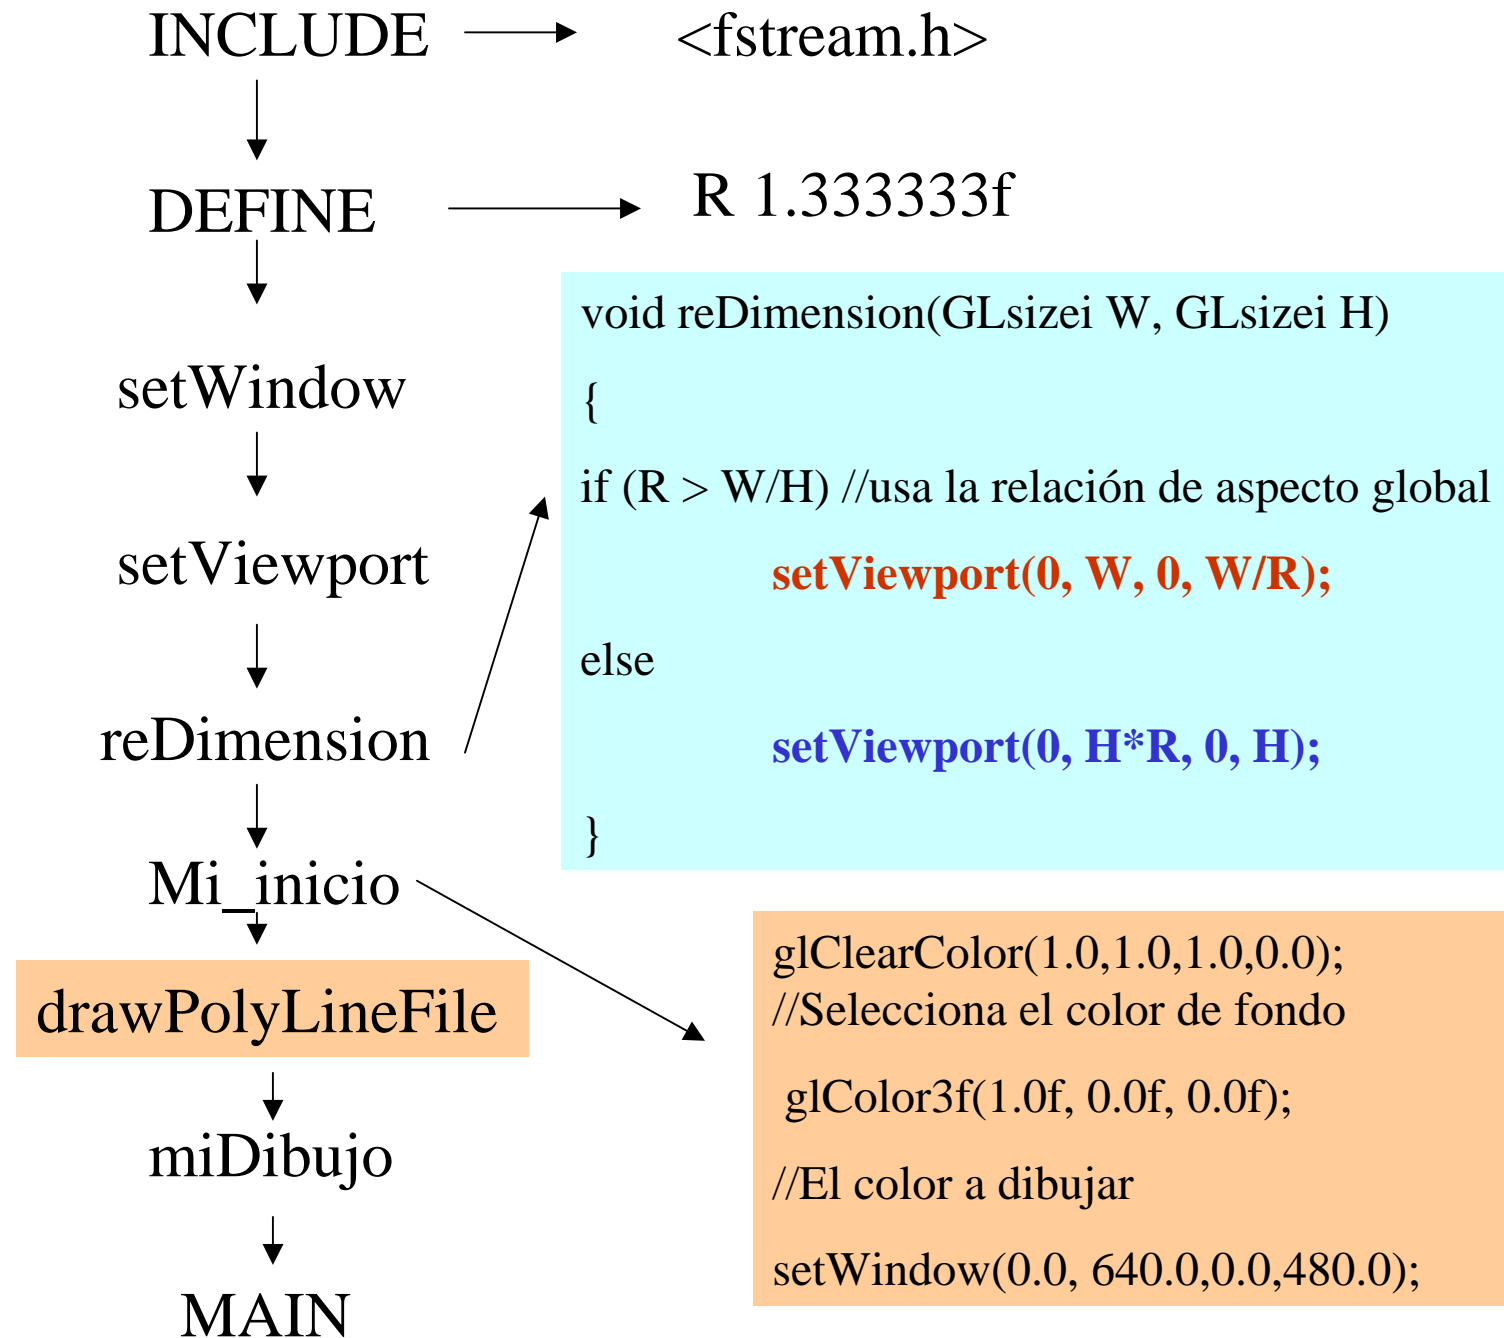 INCLUDE
<fstream.h>
DEFINE
R 1.333333f
setWindow
setViewport
reDimension
Mi_inicio
drawPolyLineFile
miDibujo
MAIN
void reDimension(GLsizei W, GLsizei H)
{
if (R > W/H) //usa la relación de aspecto global
setViewport(0, W, 0, W/R);
else
setViewport(0, H*R, 0, H);
}
glClearColor(1.0,1.0,1.0,0.0);
//Selecciona el color de fondo
glColor3f(1.0f, 0.0f, 0.0f);
//El color a dibujar
setWindow(0.0, 640.0,0.0,480.0);